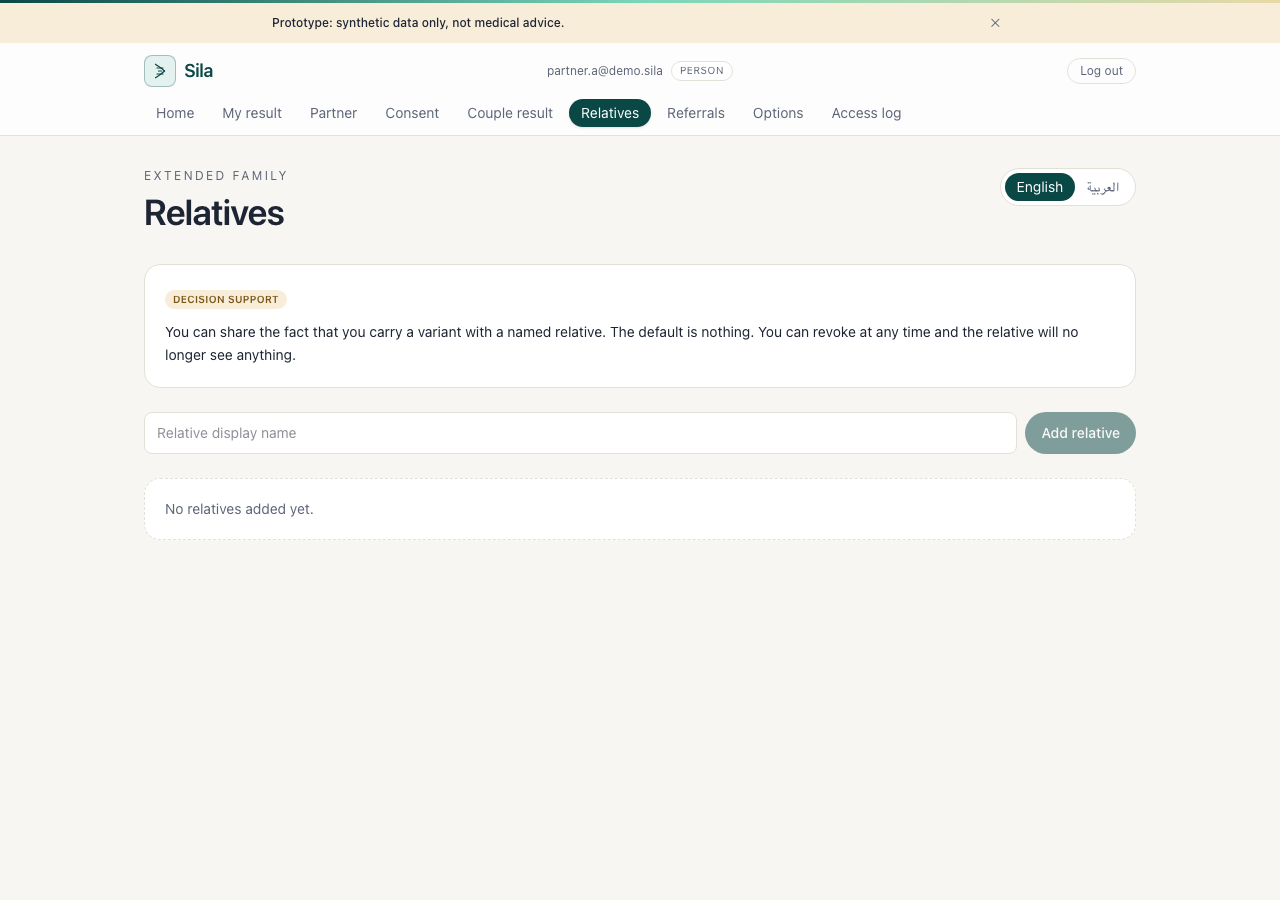 Prototype: synthetic data only, not medical advice.
Sila
partner.a@demo.sila
PERSON
Log out
Home
My result
Partner
Consent
Couple result
Relatives
Referrals
Options
Access log
EXTENDED FAMILY
Relatives
English
العربية
DECISION SUPPORT
You can share the fact that you carry a variant with a named relative. The default is nothing. You can revoke at any time and the relative will no
longer see anything.
Relative display name
Add relative
No relatives added yet.